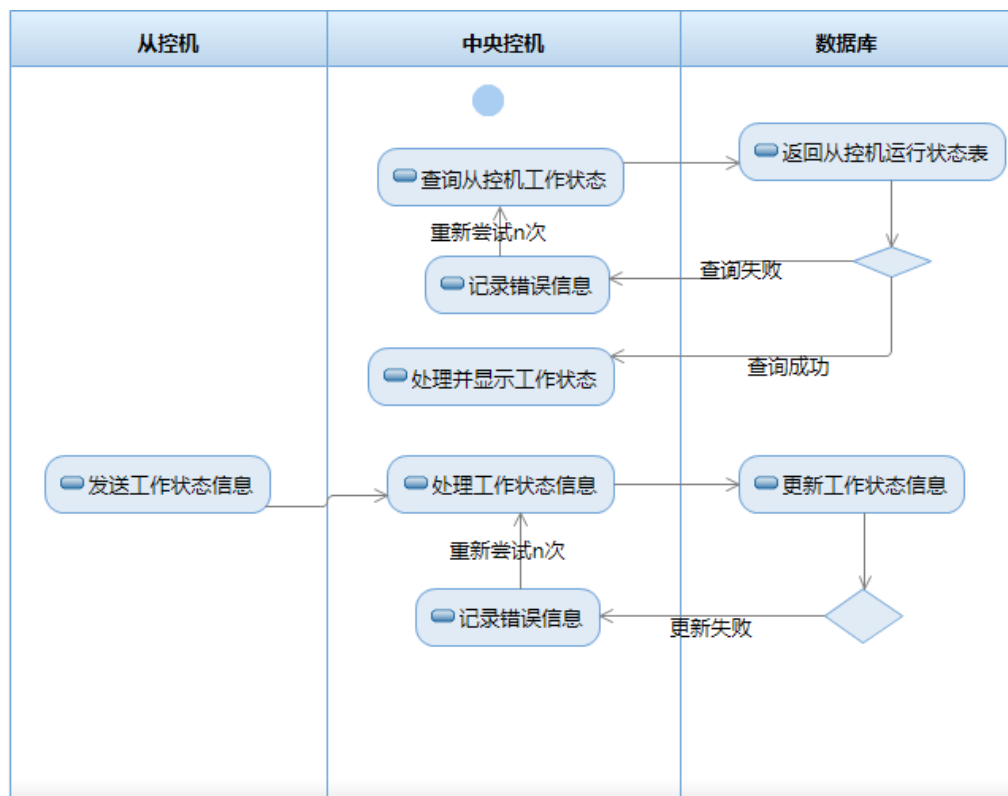 从控机
中央控机
数据库
返回从控机运行状态表
查询从控机工作状态
重新尝试n次
查询失败
记录错误信息
查询成功
处理并显示工作状态
发送工作状态信息
处理工作状态信息
更新工作状态信息
重新尝试n次
记录错误信息
更新失败